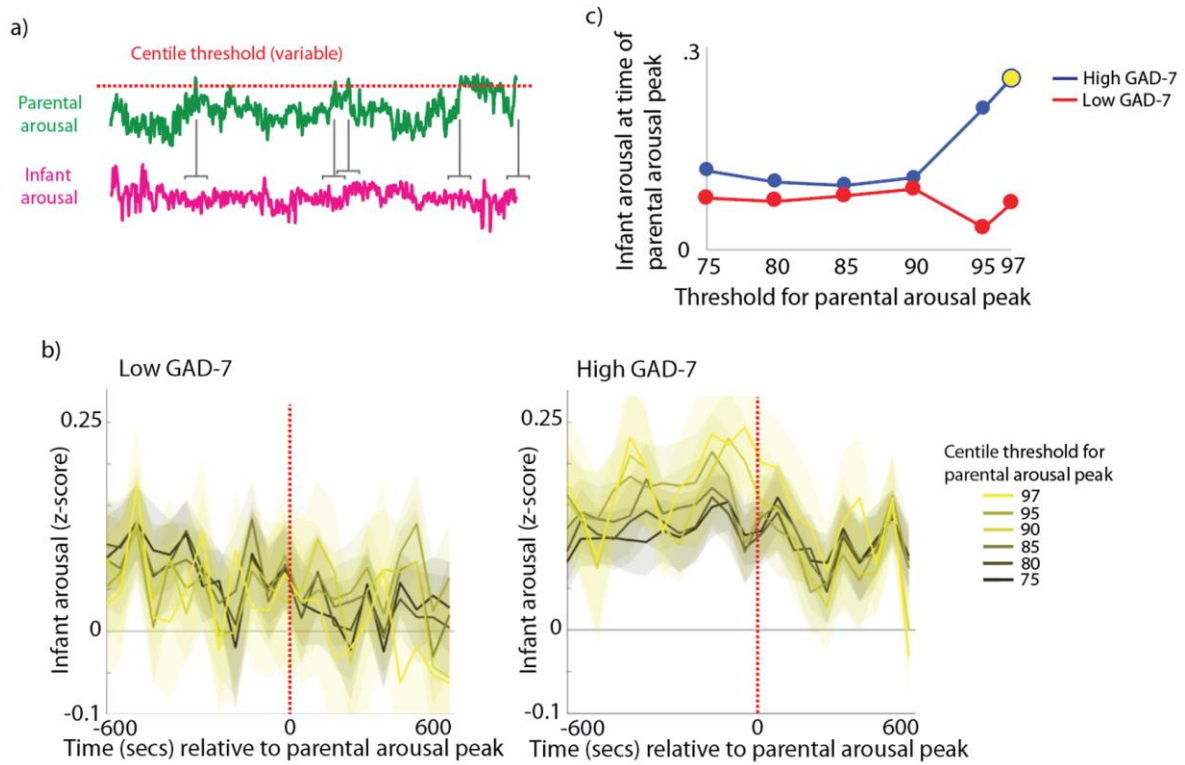 a)
Centile threshold (variable)
Parental
arousal
Infant
arousal
c)
Infant arousal at time of
parental arousal peak
.3
0
75 80 85 90 95 97
Threshold for parental arousal peak
High GAD-7
Low GAD-7
b)
Low GAD-7
Infant arousal (z-score)
0.25
0
-0.1
-600 0 600
Time (secs) relative to parental arousal peak
High GAD-7
Infant arousal (z-score)
0.25
0
-0.1
-600 0 600
Time (secs) relative to parental arousal peak
Centile threshold for
parental arousal peak
97
95
90
85
80
75